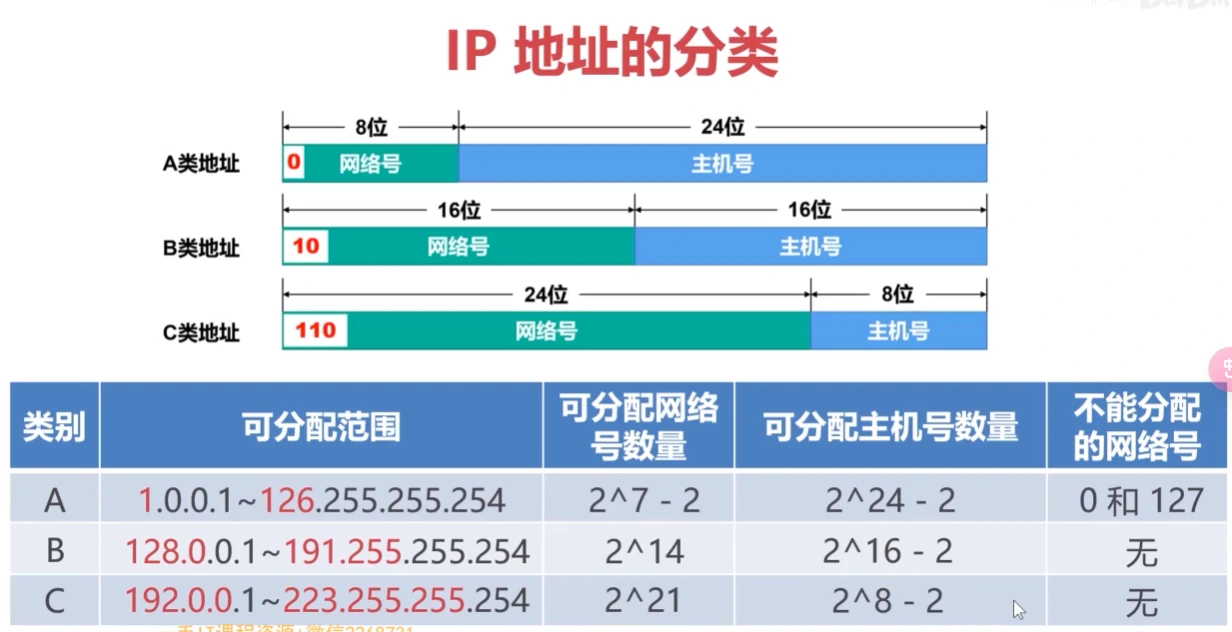 IP 地址的分类
8位 24位
A类地址 0 网络号 主机号
16位 16位
B类地址 10 网络号 主机号
24位 8位
C类地址 110 网络号 主机号
类别 可分配范围 可分配网络号数量 可分配主机号数量 不能分配的网络号
A 1.0.0.1~126.255.255.254 2^7 - 2 2^24 - 2 0 和 127
B 128.0.0.1~191.255.255.254 2^14 2^16 - 2 无
C 192.0.0.1~223.255.255.254 2^21 2^8 - 2 无